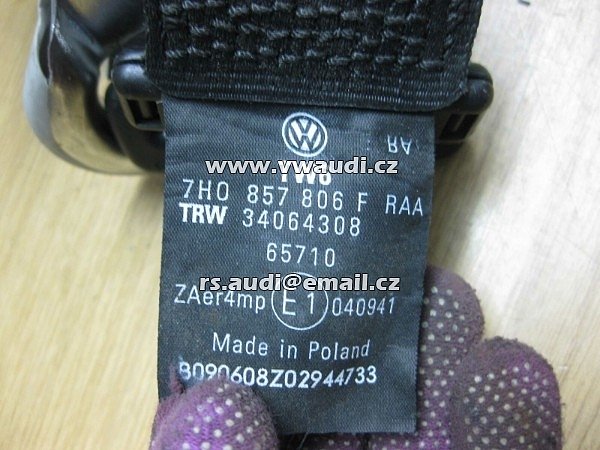 RA
www.vwaudi.cz
7H0 857 806 F RAA
TRW 34064308
65710
rs.audi@email.cz
ZAer4mp E1 040941
Made in Poland
B090608Z02944733